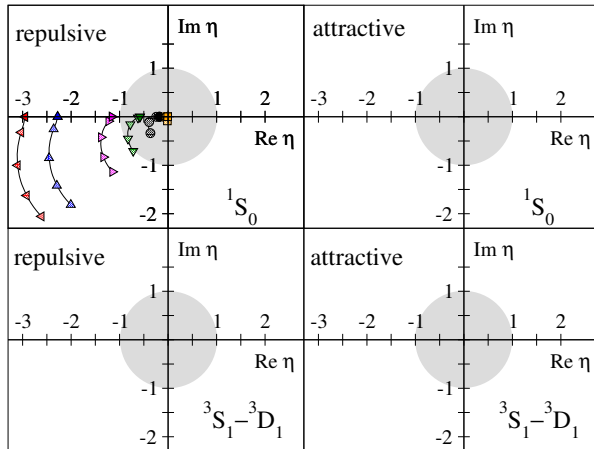 repulsive Im η attractive Im η
1 1
-3 -2 -1 1 2 -3 -2 -1 1 2
Re η Re η
-1 -1
-2 ¹S₀ -2 ¹S₀
repulsive Im η attractive Im η
1 1
-3 -2 -1 1 2 -3 -2 -1 1 2
Re η Re η
-1 -1
-2 ³S₁–³D₁ -2 ³S₁–³D₁